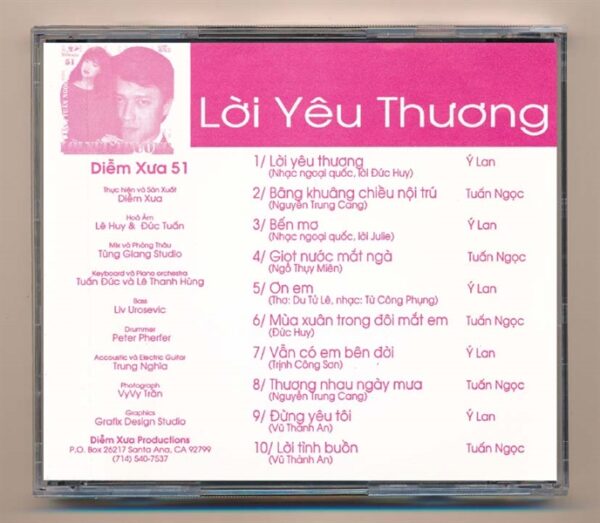 51
Lời Yêu Thương
Diễm Xưa 51
Thực hiện và Sản Xuất
Diễm Xưa
Hoà Âm
Lê Huy & Đức Tuấn
Mix và Phòng Thâu
Tùng Giang Studio
Keyboard và Piano orchestra
Tuấn Đức và Lê Thanh Hùng
Bass
Liv Urosevic
Drummer
Peter Pherfer
Accoustic và Electric Guitar
Trung Nghĩa
Photograph
VyVy Trần
Graphics
Grafix Design Studio
Diễm Xưa Productions
P.O. Box 26217 Santa Ana, CA 92799
(714) 540-7537
1/ Lời yêu thương Ý Lan
(Nhạc ngoại quốc, lời Đức Huy)
2/ Bâng khuâng chiều nội trú Tuấn Ngọc
(Nguyễn Trung Cang)
3/ Bến mơ Ý Lan
(Nhạc ngoại quốc, lời Julie)
4/ Giọt nước mắt ngà Tuấn Ngọc
(Ngô Thụy Miên)
5/ Ơn em Ý Lan
(Thơ: Du Tử Lê, nhạc: Từ Công Phụng)
6/ Mùa xuân trong đôi mắt em Tuấn Ngọc
(Đức Huy)
7/ Vẫn có em bên đời Ý Lan
(Trịnh Công Sơn)
8/ Thương nhau ngày mưa Tuấn Ngọc
(Nguyễn Trung Cang)
9/ Đừng yêu tôi Ý Lan
(Vũ Thành An)
10/ Lời tình buồn Tuấn Ngọc
(Vũ Thành An)